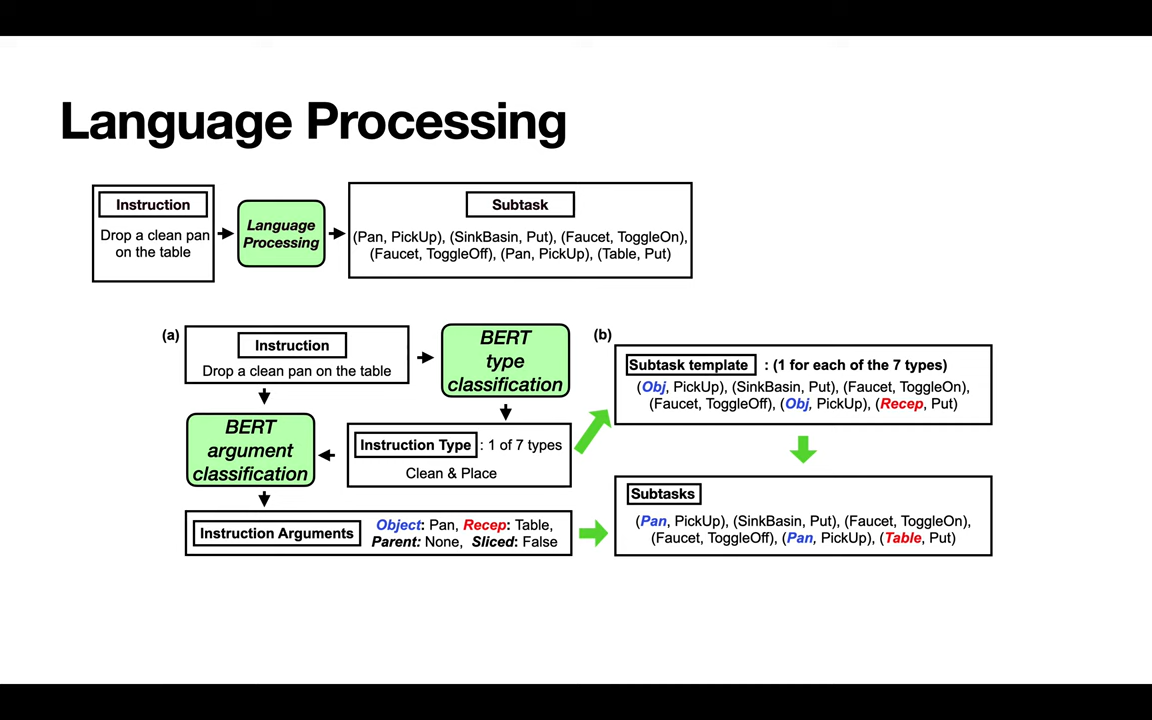 Language Processing
Instruction
Drop a clean pan
on the table
Language
Processing
Subtask
(Pan, PickUp), (SinkBasin, Put), (Faucet, ToggleOn),
(Faucet, ToggleOff), (Pan, PickUp), (Table, Put)
(a)
Instruction
Drop a clean pan on the table
BERT
type
classification
BERT
argument
classification
Instruction Type : 1 of 7 types
Clean & Place
Instruction Arguments
Object: Pan, Recep: Table,
Parent: None, Sliced: False
(b)
Subtask template : (1 for each of the 7 types)
(Obj, PickUp), (SinkBasin, Put), (Faucet, ToggleOn),
(Faucet, ToggleOff), (Obj, PickUp), (Recep, Put)
Subtasks
(Pan, PickUp), (SinkBasin, Put), (Faucet, ToggleOn),
(Faucet, ToggleOff), (Pan, PickUp), (Table, Put)